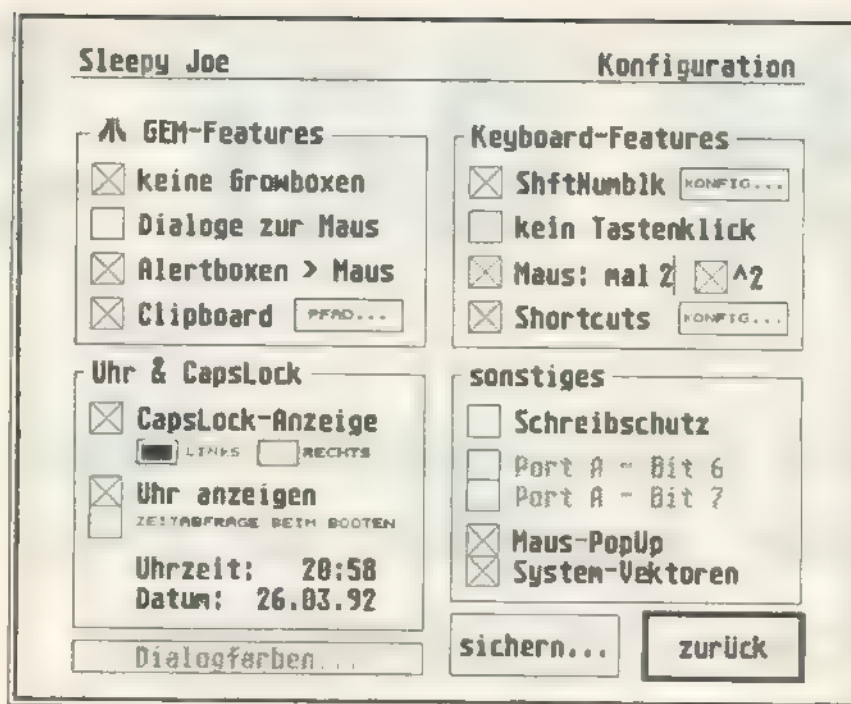 Sleepy Joe
Konfiguration
GEM-Features
keine Growboxen
Dialoge zur Maus
Alertboxen > Maus
Clipboard PFAD...
Keyboard-Features
ShftNumblk KONFIG...
kein Tastenklick
Maus: mal 2 ^2
Shortcuts KONFIG...
Uhr & CapsLock
CapsLock-Anzeige
LINKS RECHTS
Uhr anzeigen
ZEITABFRAGE BEIM BOOTEN
Uhrzeit: 20:58
Datum: 26.03.92
Dialogfarben...
sonstiges
Schreibschutz
Port A - Bit 6
Port A - Bit 7
Maus-PopUp
System-Vektoren
sichern...
zurück